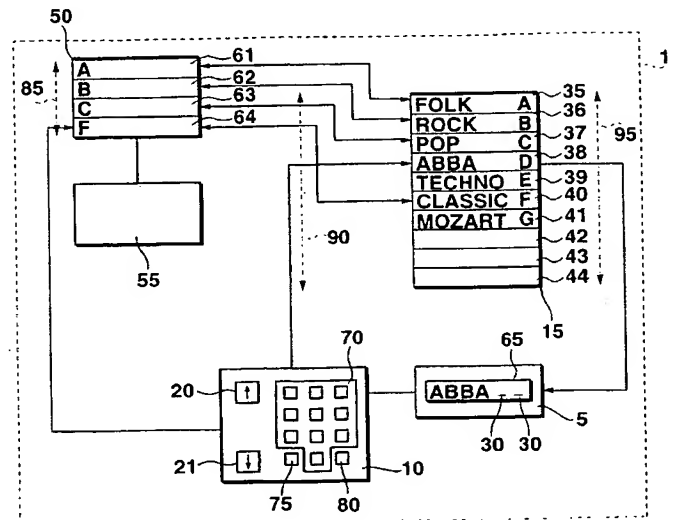 50
61
1
A
62
85
B
63
35
C
64
FOLK A
36
F
ROCK B
37
95
POP C
38
ABBA D
39
TECHNO E
40
CLASSIC F
41
MOZART G
42
90
43
55
44
15
70
65
20
ABBA _ _
30 30
5
21
10
75
80